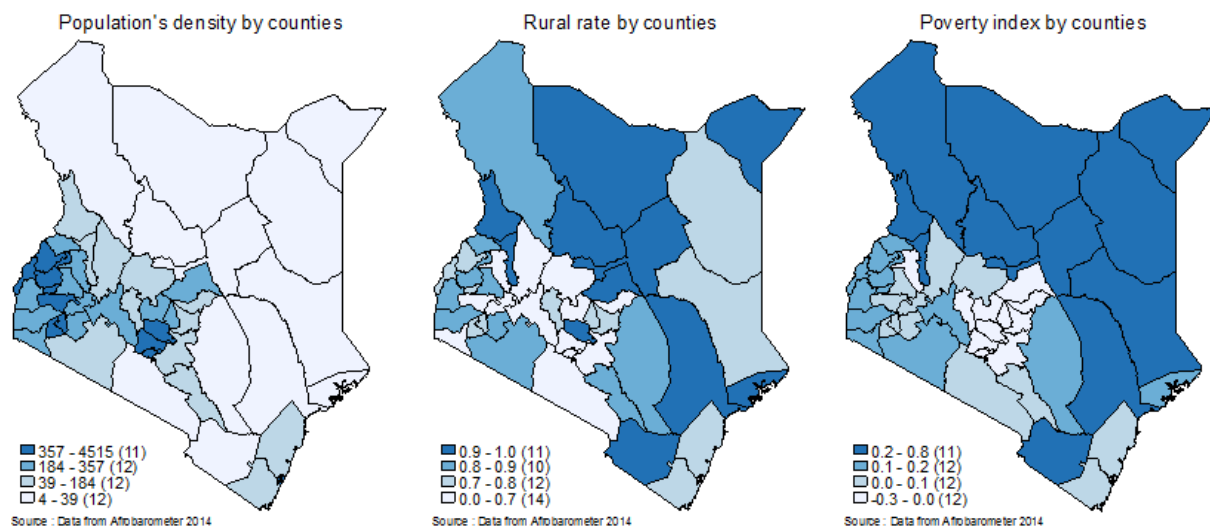 Population's density by counties
357 - 4515 (11)
184 - 357 (12)
39 - 184 (12)
4 - 39 (12)
Source : Data from Afrobarometer 2014
Rural rate by counties
0.9 - 1.0 (11)
0.8 - 0.9 (10)
0.7 - 0.8 (12)
0.0 - 0.7 (14)
Source : Data from Afrobarometer 2014
Poverty index by counties
0.2 - 0.8 (11)
0.1 - 0.2 (12)
0.0 - 0.1 (12)
-0.3 - 0.0 (12)
Source : Data from Afrobarometer 2014